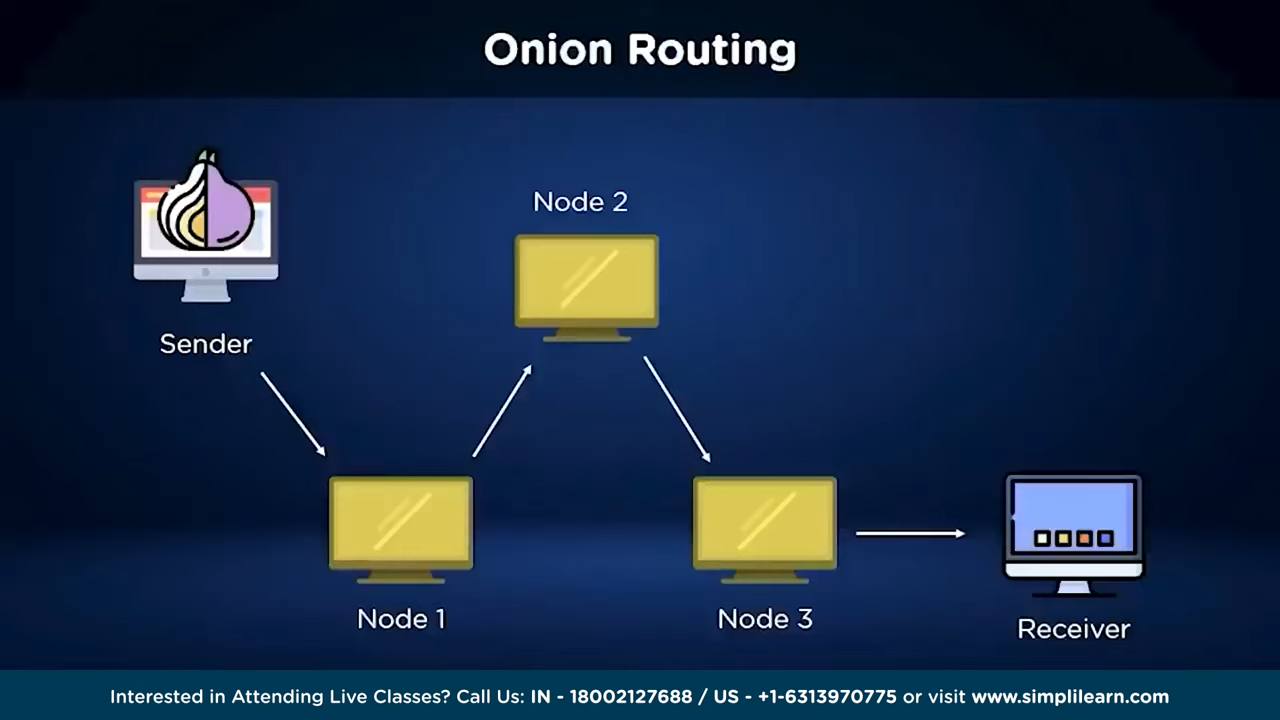 Onion Routing
Node 2
Sender
Node 1
Node 3
Receiver
Interested in Attending Live Classes? Call Us: IN - 18002127688 / US - +1-6313970775 or visit www.simplilearn.com